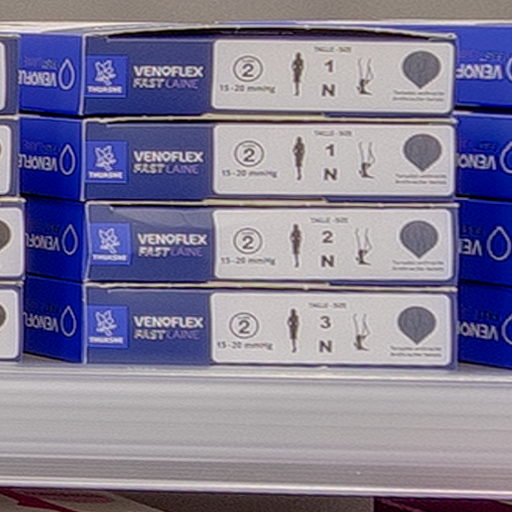 TAILLE - SIZE
THUASNE
VENOFLEX
FAST LAINE
2
15-20 mmHg
1
N
TAILLE - SIZE
THUASNE
VENOFLEX
FAST LAINE
2
15-20 mmHg
1
N
TAILLE - SIZE
THUASNE
VENOFLEX
FAST LAINE
2
15-20 mmHg
2
N
TAILLE - SIZE
THUASNE
VENOFLEX
FAST LAINE
2
15-20 mmHg
3
N